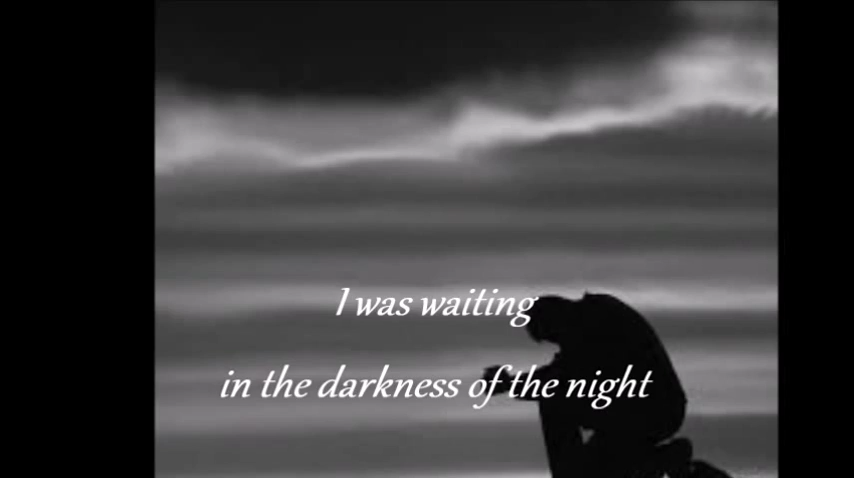 I was waiting
in the darkness of the night